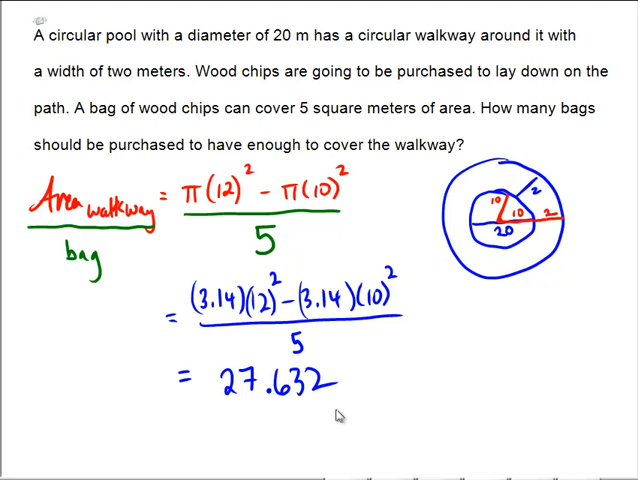 A circular pool with a diameter of 20 m has a circular walkway around it with
a width of two meters. Wood chips are going to be purchased to lay down on the
path. A bag of wood chips can cover 5 square meters of area. How many bags
should be purchased to have enough to cover the walkway?
Area walkway = π(12)² - π(10)²
bag 5
10 10 2 2
20
= (3.14)(12)² - (3.14)(10)²
5
= 27.632